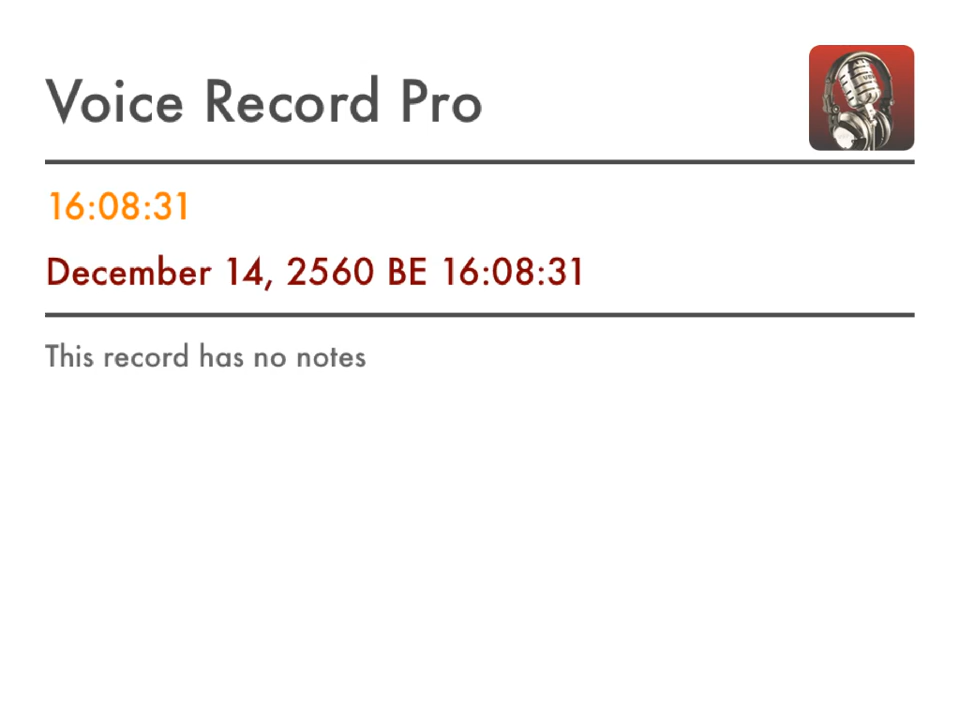 Voice Record Pro
16:08:31
December 14, 2560 BE 16:08:31
This record has no notes